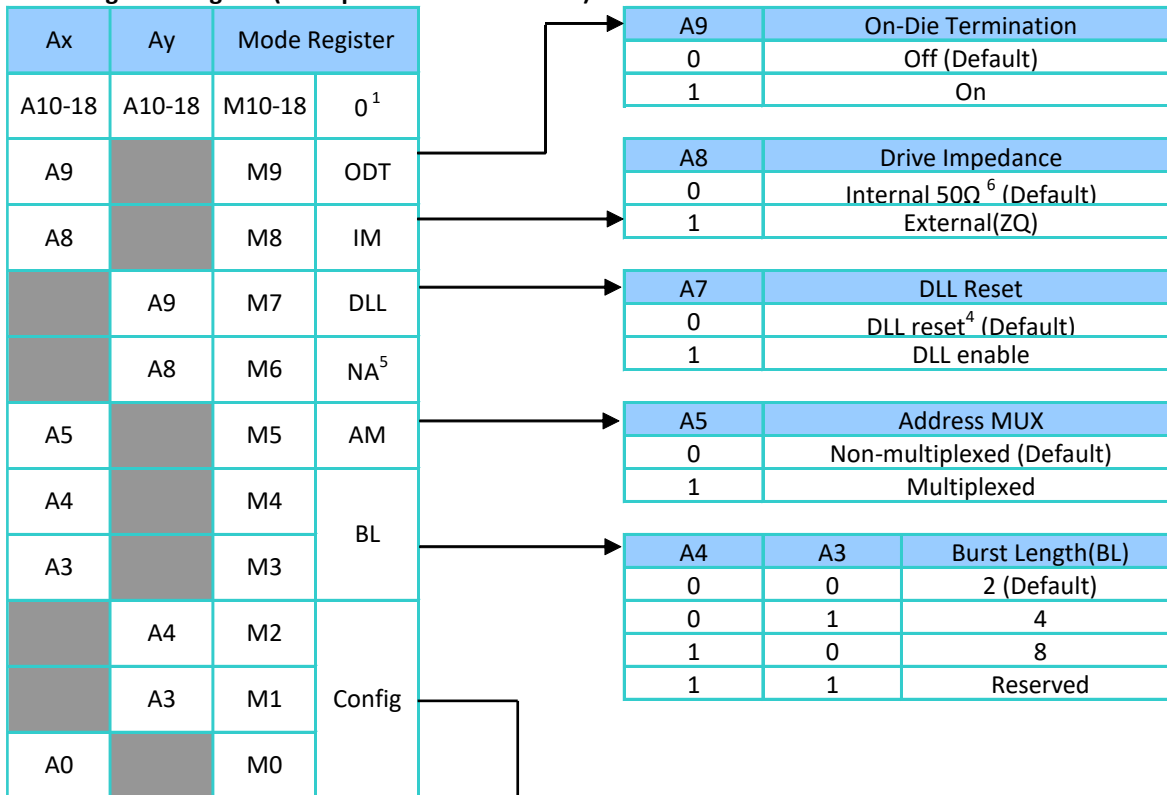 Ax Ay Mode Register
A10-18 A10-18 M10-18 0¹
A9 M9 ODT
A8 M8 IM
A9 M7 DLL
A8 M6 NA⁵
A5 M5 AM
A4 M4 BL
A3 M3
A4 M2 Config
A3 M1
A0 M0
A9 On-Die Termination
0 Off (Default)
1 On
A8 Drive Impedance
0 Internal 50Ω ⁶ (Default)
1 External(ZQ)
A7 DLL Reset
0 DLL reset⁴ (Default)
1 DLL enable
A5 Address MUX
0 Non-multiplexed (Default)
1 Multiplexed
A4 A3 Burst Length(BL)
0 0 2 (Default)
0 1 4
1 0 8
1 1 Reserved